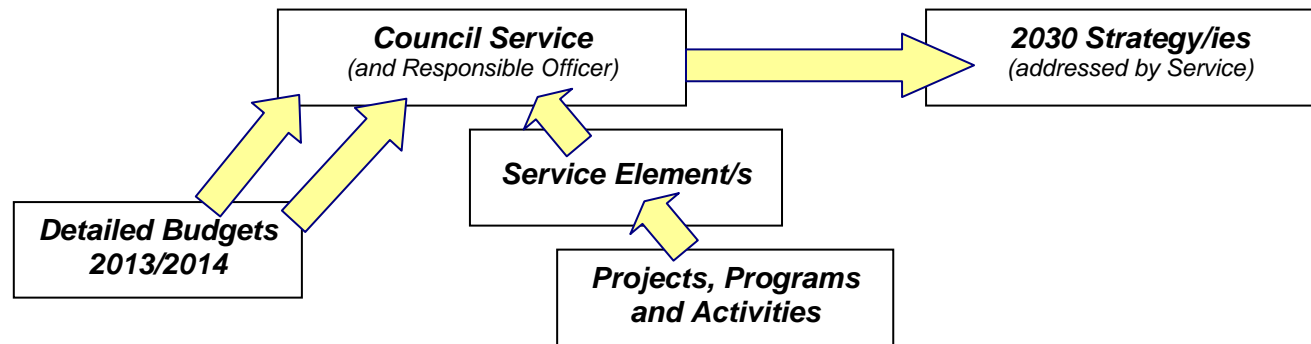 Council Service
(and Responsible Officer)
2030 Strategy/ies
(addressed by Service)
Service Element/s
Detailed Budgets
2013/2014
Projects, Programs
and Activities